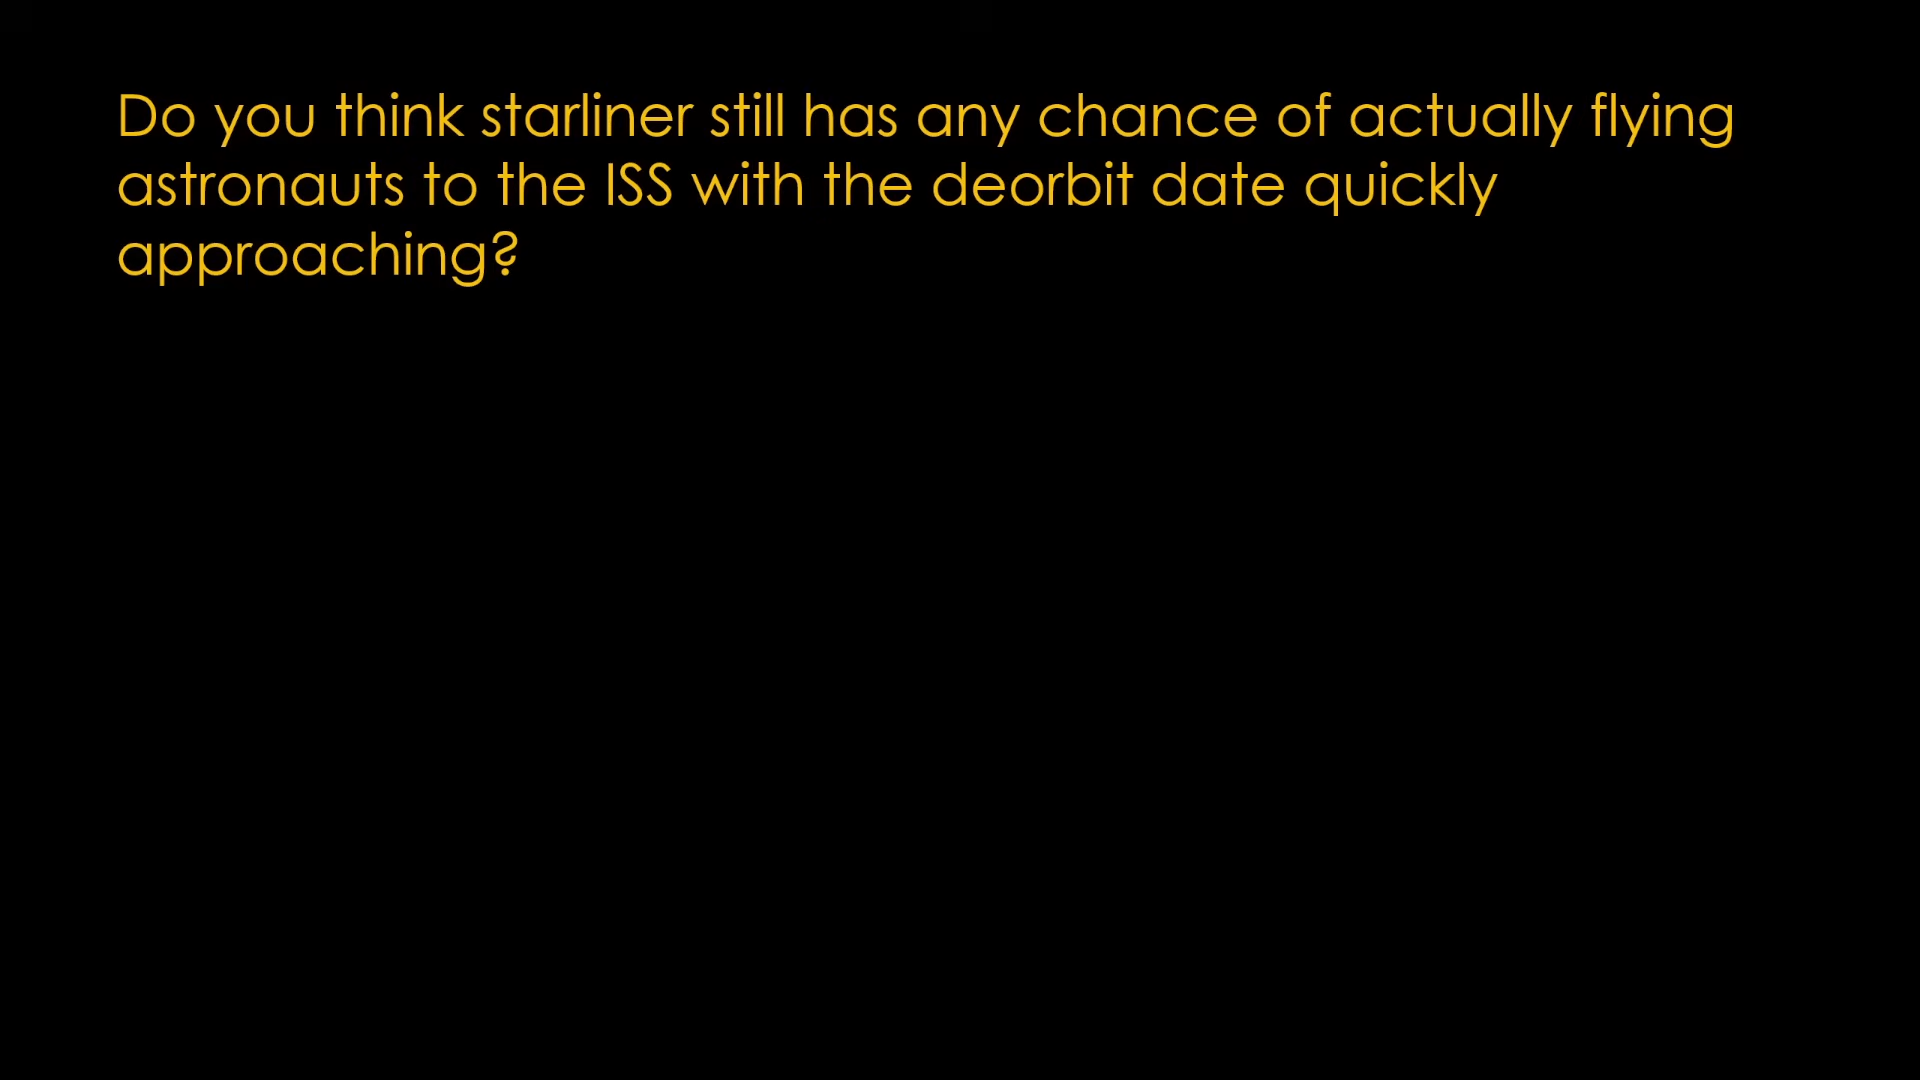 Do you think starliner still has any chance of actually flying
astronauts to the ISS with the deorbit date quickly
approaching?